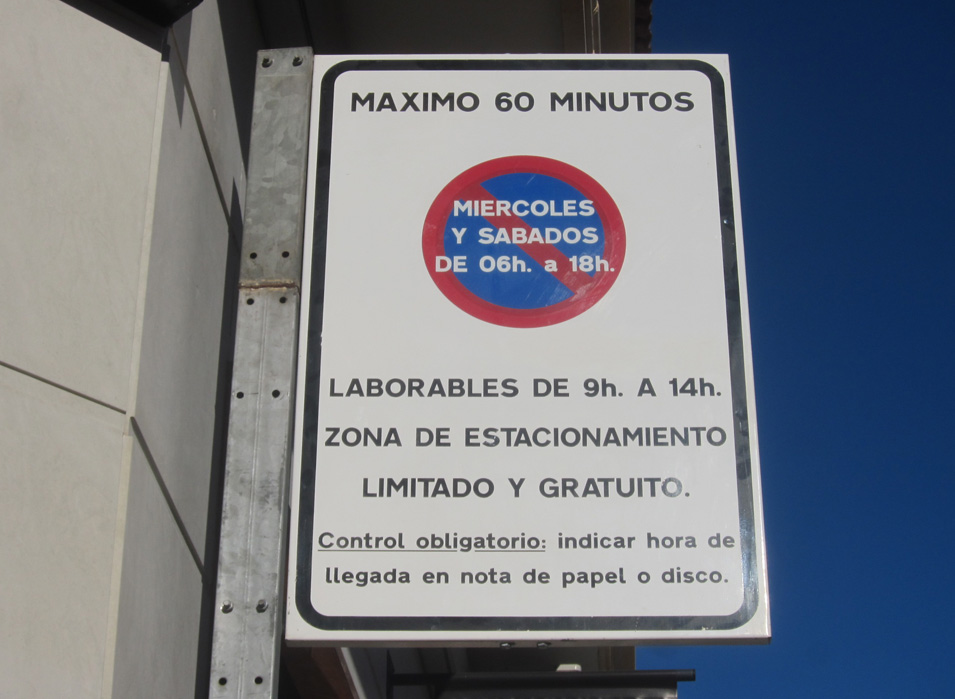 MAXIMO 60 MINUTOS
MIERCOLES
Y SABADOS
DE 06h. a 18h.
LABORABLES DE 9h. A 14h.
ZONA DE ESTACIONAMIENTO
LIMITADO Y GRATUITO.
Control obligatorio: indicar hora de
llegada en nota de papel o disco.